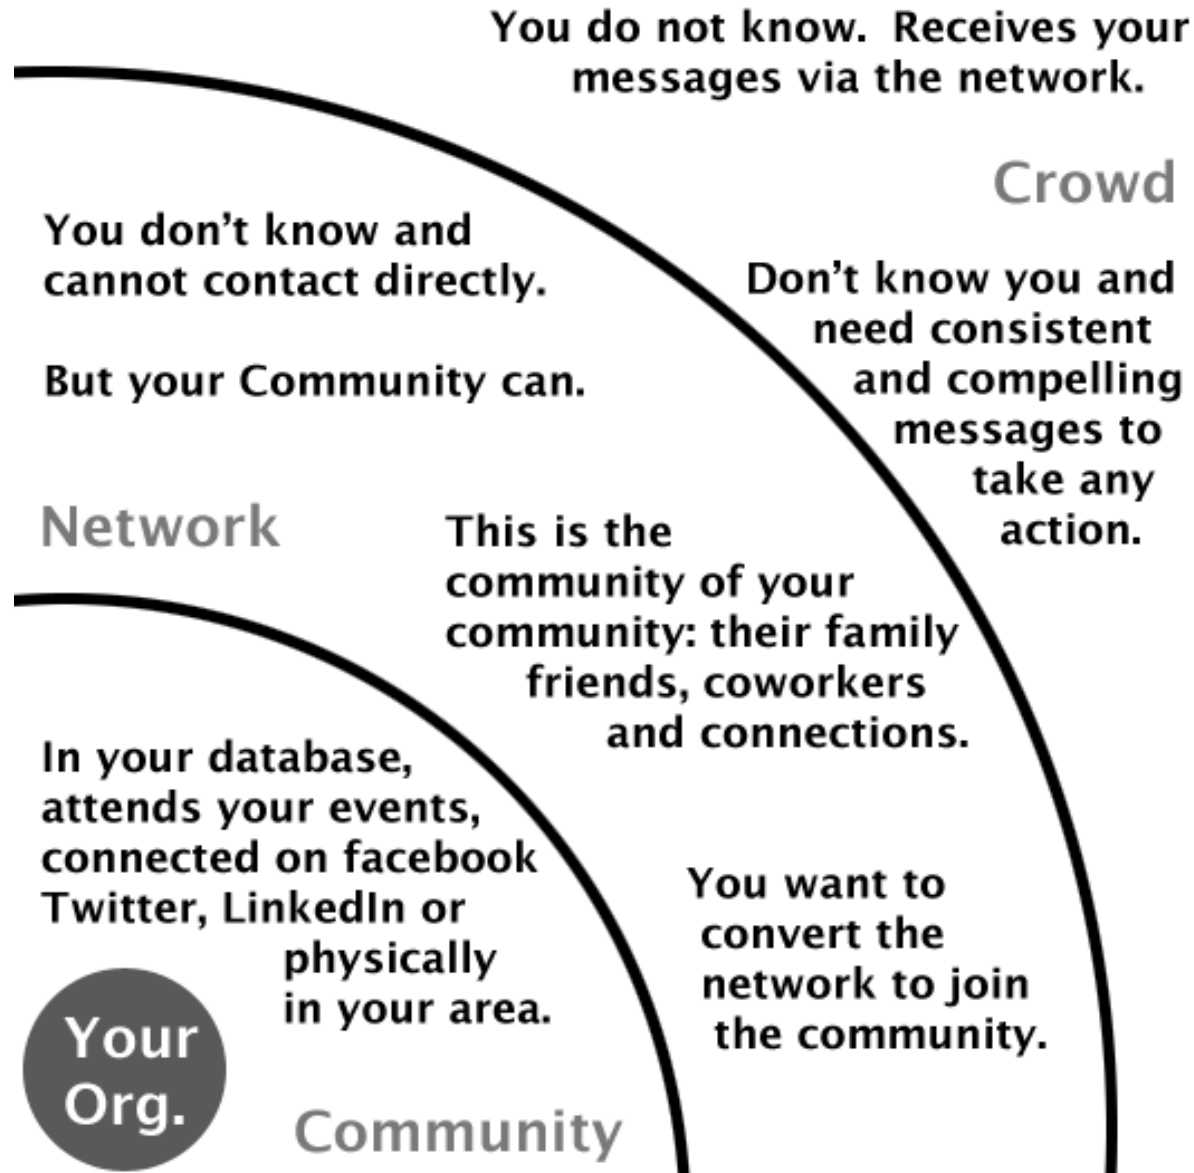 You do not know. Receives your
messages via the network.
Crowd
Don't know you and
need consistent
and compelling
messages to
take any
action.
You don’t know and
cannot contact directly.
But your Community can.
Network
This is the
community of your
community: their family
friends, coworkers
and connections.
You want to
convert the
network to join
the community.
In your database,
attends your events,
connected on facebook
Twitter, LinkedIn or
physically
in your area.
Your
Org.
Community